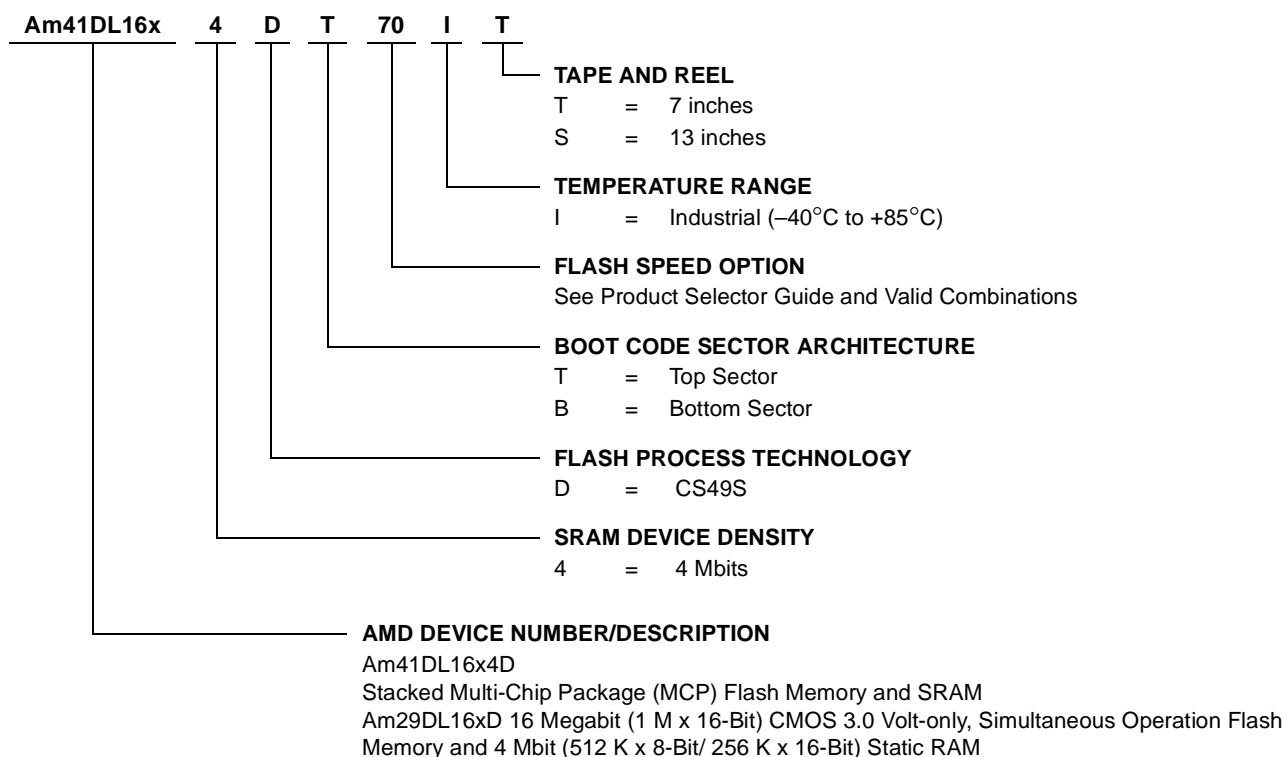 Am41DL16x 4 D T 70 I T
TAPE AND REEL
T = 7 inches
S = 13 inches
TEMPERATURE RANGE
I = Industrial (–40°C to +85°C)
FLASH SPEED OPTION
See Product Selector Guide and Valid Combinations
BOOT CODE SECTOR ARCHITECTURE
T = Top Sector
B = Bottom Sector
FLASH PROCESS TECHNOLOGY
D = CS49S
SRAM DEVICE DENSITY
4 = 4 Mbits
AMD DEVICE NUMBER/DESCRIPTION
Am41DL16x4D
Stacked Multi-Chip Package (MCP) Flash Memory and SRAM
Am29DL16xD 16 Megabit (1 M x 16-Bit) CMOS 3.0 Volt-only, Simultaneous Operation Flash
Memory and 4 Mbit (512 K x 8-Bit/ 256 K x 16-Bit) Static RAM